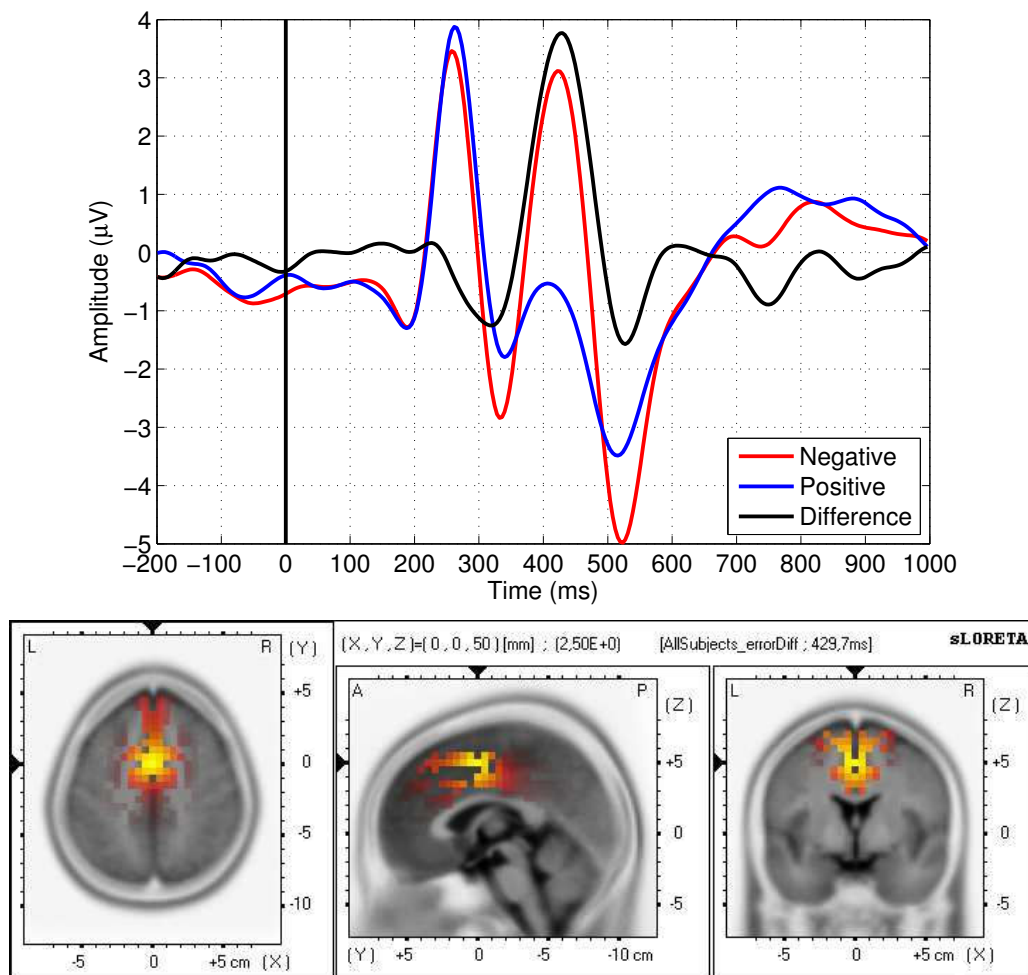 4
3
2
1
0
−1
−2
−3
−4
−5
Amplitude (µV)
−200 −100 0 100 200 300 400 500 600 700 800 900 1000
Time (ms)
Negative
Positive
Difference
L R (Y)
+5
0
-5
-10
-5 0 +5 cm (X)
(X,Y,Z)=(0,0,50)[mm] ; (2,50E+0) [AllSubjects_errorDiff ; 429,7ms] sLORETA
A P (Z)
+5
0
-5
(Y) +5 0 -5 -10 cm
L R (Z)
+5
0
-5
-5 0 +5 cm (X)